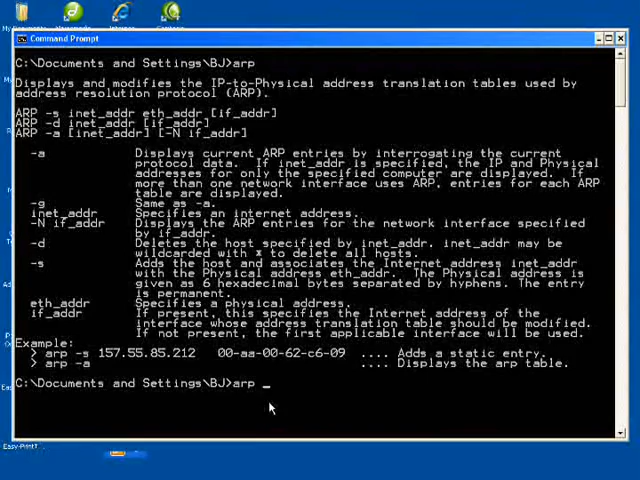 Command Prompt
C:\Documents and Settings\BJ>arp
Displays and modifies the IP-to-Physical address translation tables used by
address resolution protocol (ARP).
ARP -s inet_addr eth_addr [if_addr]
ARP -d inet_addr [if_addr]
ARP -a [inet_addr] [-N if_addr]
-a Displays current ARP entries by interrogating the current
protocol data. If inet_addr is specified, the IP and Physical
addresses for only the specified computer are displayed. If
more than one network interface uses ARP, entries for each ARP
table are displayed.
-g Same as -a.
inet_addr Specifies an internet address.
-N if_addr Displays the ARP entries for the network interface specified
by if_addr.
-d Deletes the host specified by inet_addr. inet_addr may be
wildcarded with * to delete all hosts.
-s Adds the host and associates the Internet address inet_addr
with the Physical address eth_addr. The Physical address is
given as 6 hexadecimal bytes separated by hyphens. The entry
is permanent.
eth_addr Specifies a physical address.
if_addr If present, this specifies the Internet address of the
interface whose address translation table should be modified.
If not present, the first applicable interface will be used.
Example:
> arp -s 157.55.85.212 00-aa-00-62-c6-09 .... Adds a static entry.
> arp -a .... Displays the arp table.
C:\Documents and Settings\BJ>arp _
Easy-PrintT...